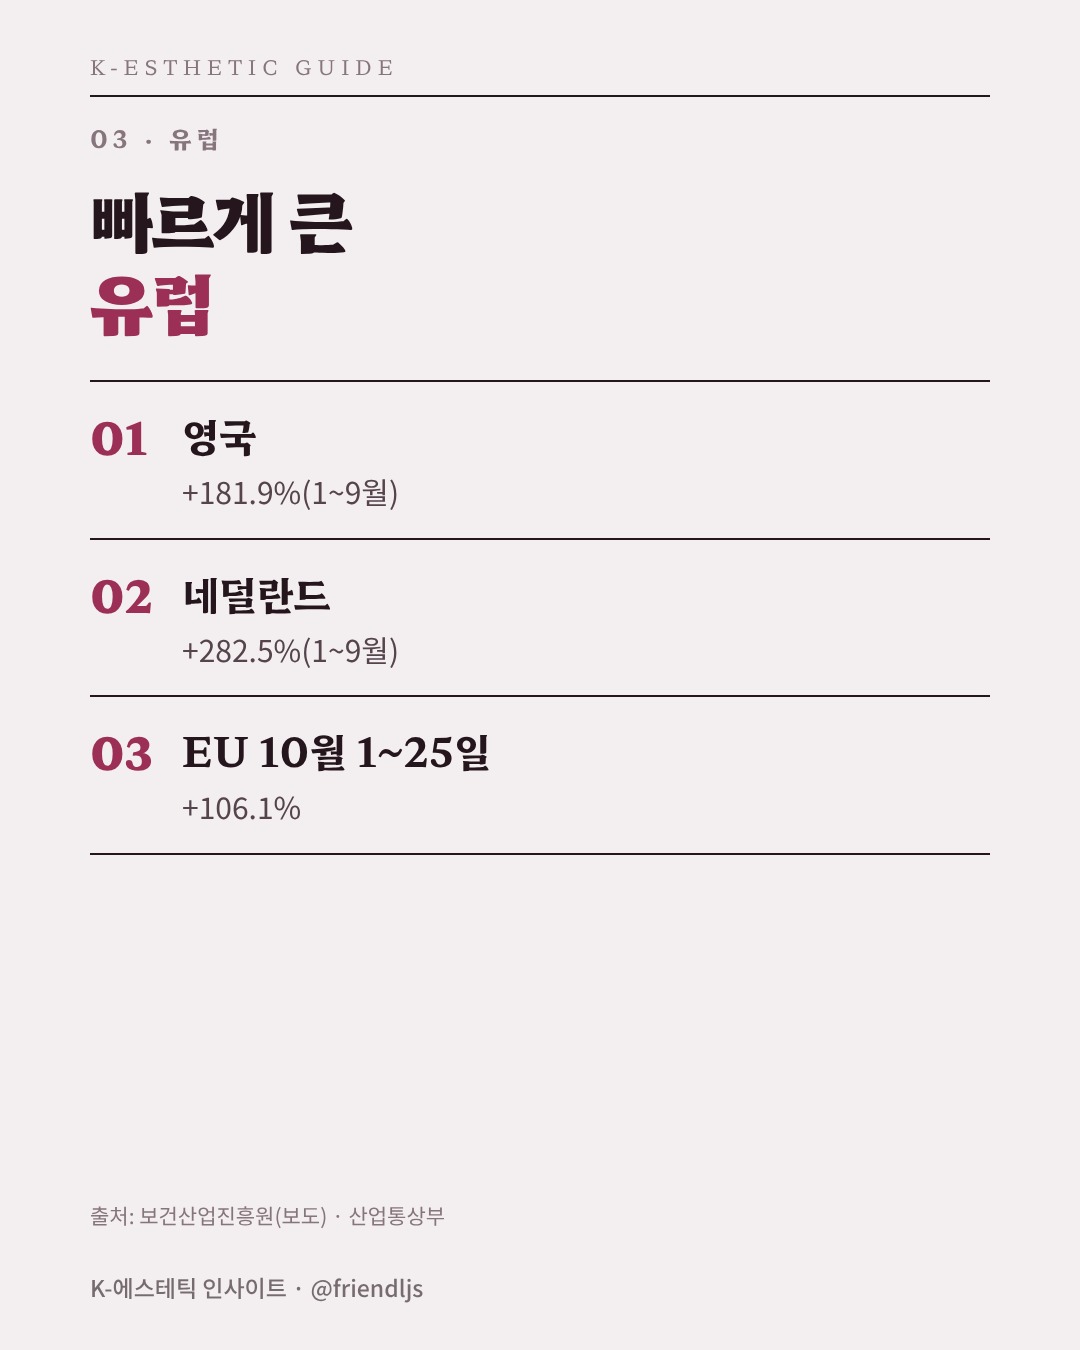 K-ESTHETIC GUIDE
03 · 유럽
빠르게 큰
유럽
01 영국
+181.9%(1~9월)
02 네덜란드
+282.5%(1~9월)
03 EU 10월 1~25일
+106.1%
출처: 보건산업진흥원(보도) · 산업통상부
K-에스테틱 인사이트 · @friendljs